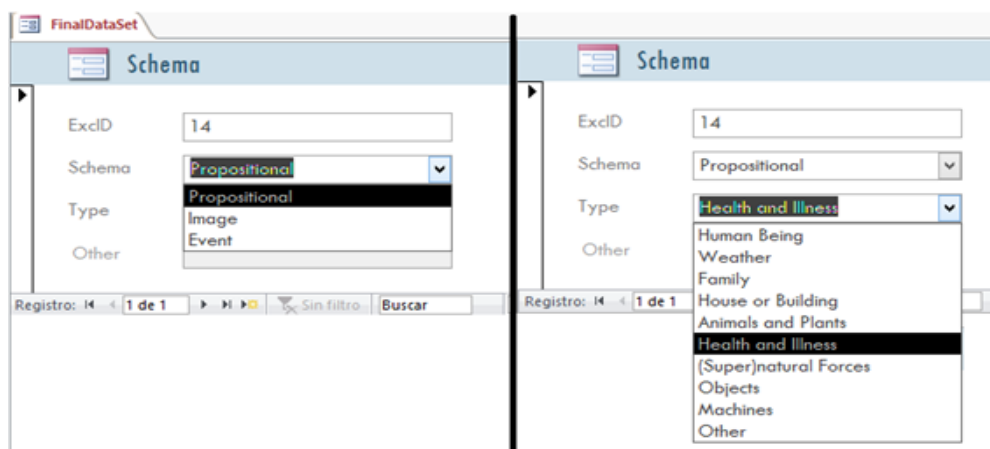 FinalDataSet
Schema
ExcID 14
Schema Propositional
Propositional
Type
Image
Event
Other
Registro: 1 de 1 Sin filtro Buscar
Schema
ExcID 14
Schema Propositional
Type Health and Illness
Human Being
Other
Weather
Family
Registro: 1 de 1
House or Building
Animals and Plants
Health and Illness
(Super)natural Forces
Objects
Machines
Other